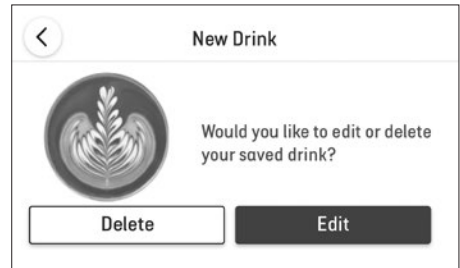 New Drink
Would you like to edit or delete
your saved drink?
Delete
Edit